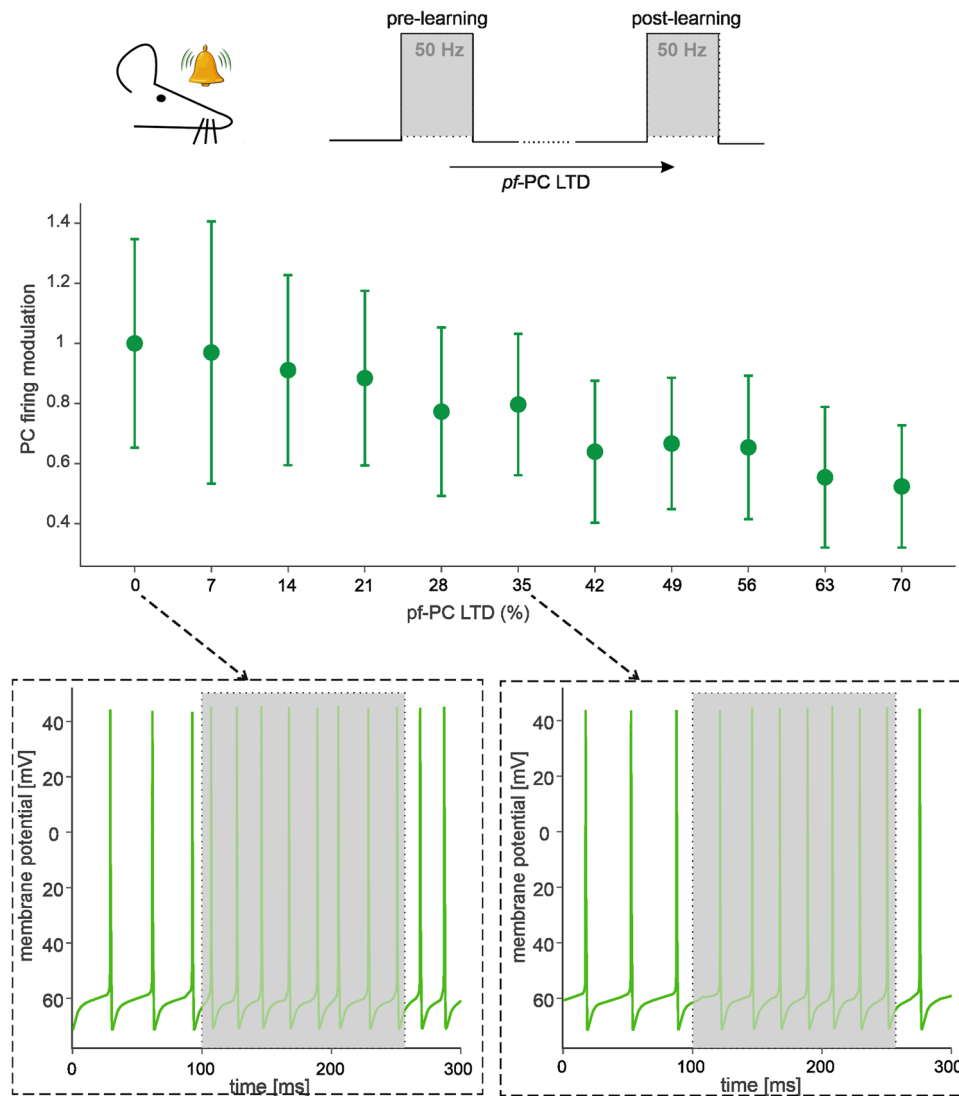 pre-learning
post-learning
50 Hz
50 Hz
pf-PC LTD
PC firing modulation
1.4
1.2
1
0.8
0.6
0.4
0 7 14 21 28 35 42 49 56 63 70
pf-PC LTD (%)
membrane potential [mV]
40
20
0
20
40
60
0 100 200 300
time [ms]
membrane potential [mV]
40
20
0
20
40
60
0 100 200 300
time [ms]